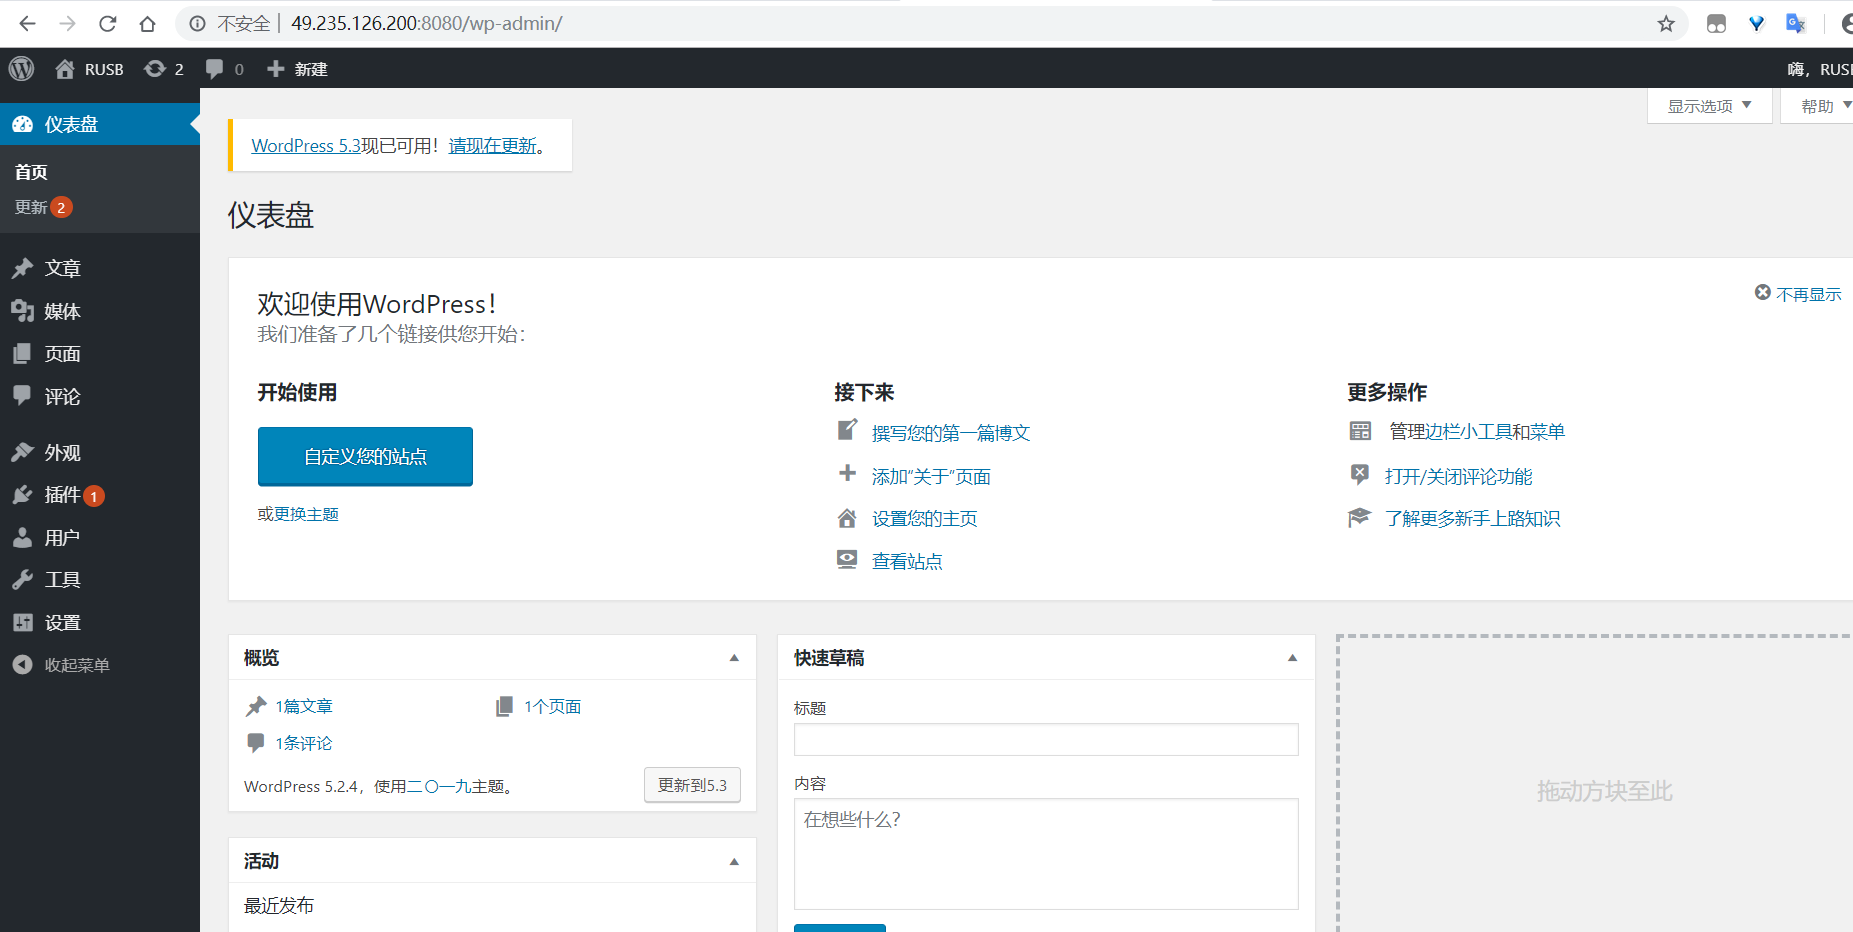 不安全 | 49.235.126.200:8080/wp-admin/
RUSB 2 0 新建
嗨，RUSB
仪表盘
首页
更新 2
文章
媒体
页面
评论
外观
插件 1
用户
工具
设置
收起菜单
显示选项
帮助
WordPress 5.3现已可用！请现在更新。
仪表盘
欢迎使用WordPress！
我们准备了几个链接供您开始：
不再显示
开始使用
自定义您的站点
或更换主题
接下来
撰写您的第一篇博文
添加“关于”页面
设置您的主页
查看站点
更多操作
管理边栏小工具和菜单
打开/关闭评论功能
了解更多新手上路知识
概览
1篇文章
1个页面
1条评论
WordPress 5.2.4，使用二〇一九主题。
更新到5.3
活动
最近发布
快速草稿
标题
内容
在想些什么？
拖动方块至此